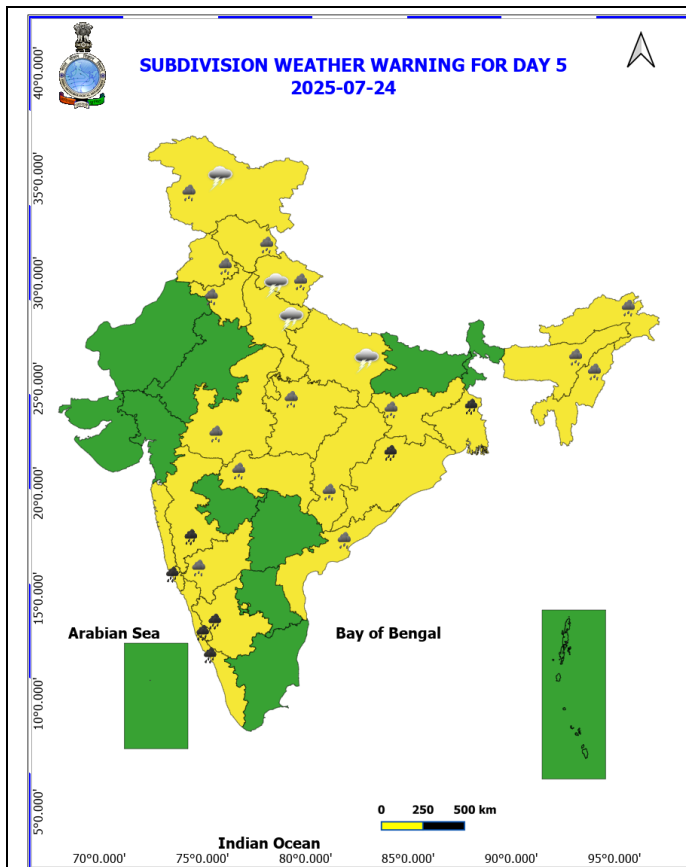 SUBDIVISION WEATHER WARNING FOR DAY 5
2025-07-24
40°0.000'
35°0.000'
30°0.000'
25°0.000'
20°0.000'
15°0.000'
10°0.000'
5°0.000'
Arabian Sea
Bay of Bengal
0 250 500 km
Indian Ocean
70°0.000' 75°0.000' 80°0.000' 85°0.000' 90°0.000' 95°0.000'